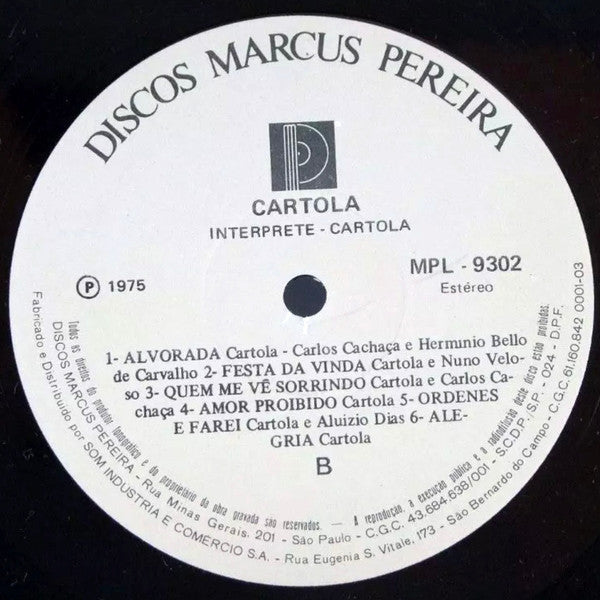 DISCOS MARCUS PEREIRA
CARTOLA
INTERPRETE - CARTOLA
MPL - 9302
Estéreo
P 1975
1- ALVORADA Cartola - Carlos Cachaça e Herminio Bello
de Carvalho 2- FESTA DA VINDA Cartola e Nuno Velo-
so 3- QUEM ME VÊ SORRINDO Cartola e Carlos Ca-
chaça 4- AMOR PROIBIDO Cartola 5- ORDENES
E FAREI Cartola e Aluizio Dias 6- ALE-
GRIA Cartola
B
Todos os direitos do produtor fonográfico e do proprietário da obra gravada são reservados. — A reprodução, a execução pública e a radiodifusão deste disco estão proibidas.
DISCOS MARCUS PEREIRA - Rua Minas Gerais, 201 - São Paulo - C.G.C. 43.684.638/001 - S.C.D.P. SP - 024 - D.P.F.
Fabricado e Distribuido por SOM INDUSTRIA E COMERCIO S.A. - Rua Eugenia S. Vitale, 173 - São Bernardo do Campo - C.G.C. 61.160.842 0001-03